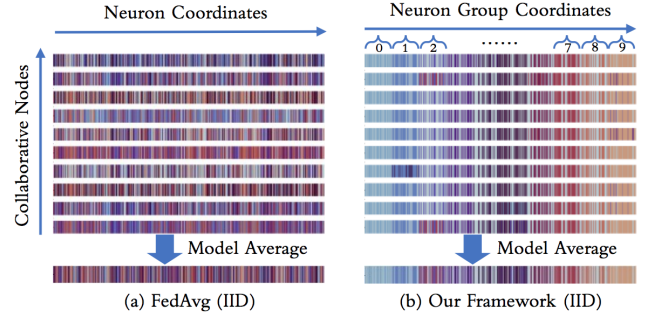 Neuron Coordinates
Collaborative Nodes
Model Average
(a) FedAvg (IID)
Neuron Group Coordinates
0 1 2 ...... 7 8 9
Model Average
(b) Our Framework (IID)